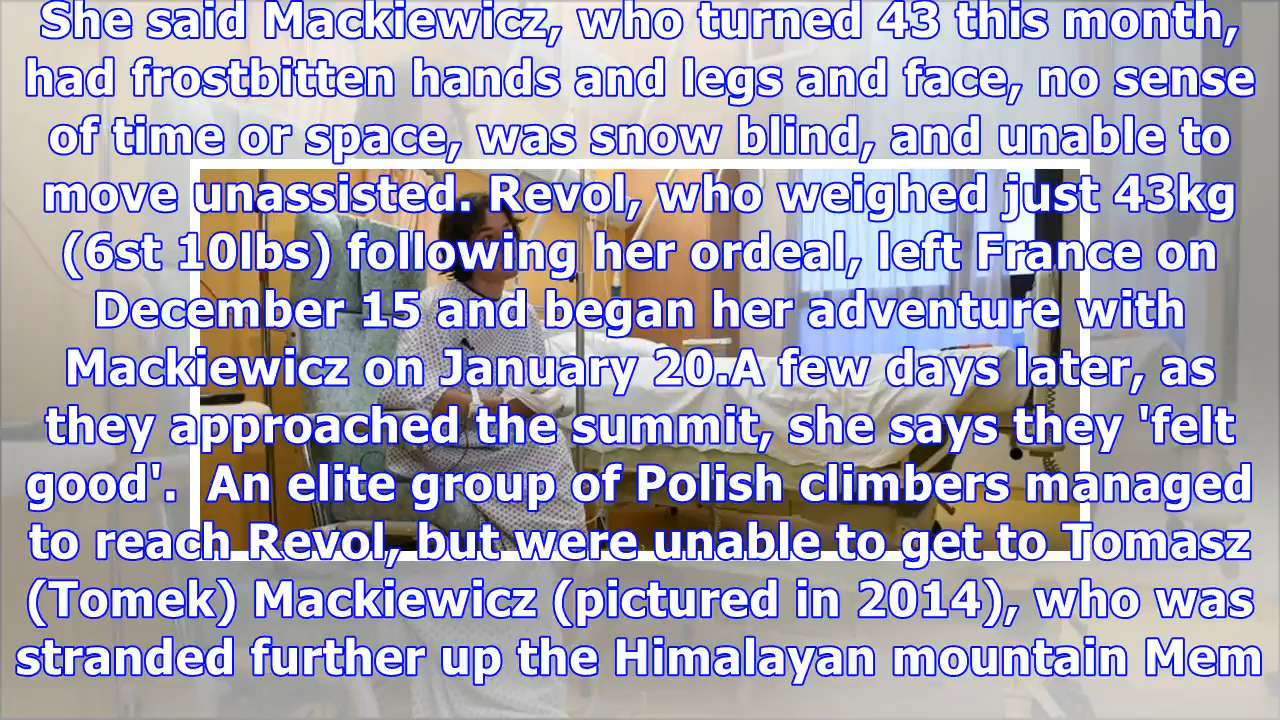 She said Mackiewicz, who turned 43 this month,
had frostbitten hands and legs and face, no sense
of time or space, was snow blind, and unable to
move unassisted. Revol, who weighed just 43kg
(6st 10lbs) following her ordeal, left France on
December 15 and began her adventure with
Mackiewicz on January 20.A few days later, as
they approached the summit, she says they 'felt
good'.  An elite group of Polish climbers managed
to reach Revol, but were unable to get to Tomasz
(Tomek) Mackiewicz (pictured in 2014), who was
stranded further up the Himalayan mountain Mem